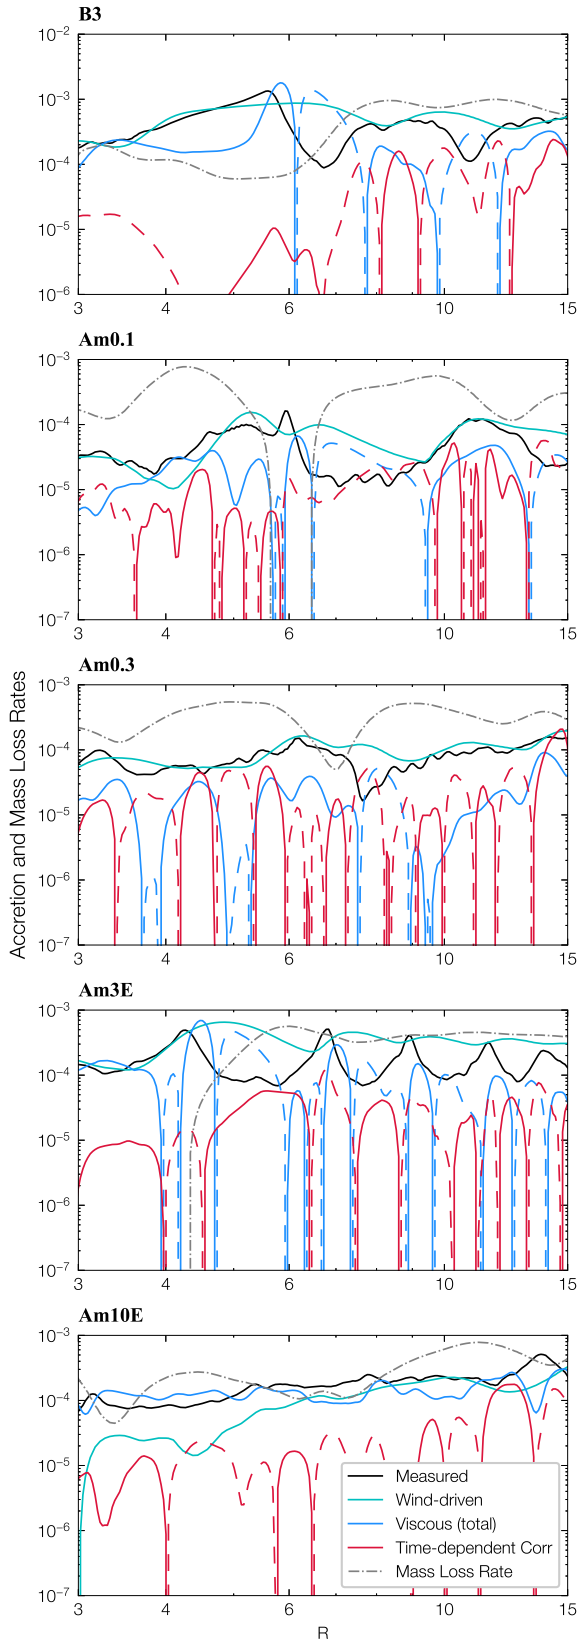 B3
10⁻²
10⁻³
10⁻⁴
10⁻⁵
10⁻⁶
3 4 6 10 15
Am0.1
10⁻³
10⁻⁴
10⁻⁵
10⁻⁶
10⁻⁷
3 4 6 10 15
Accretion and Mass Loss Rates
Am0.3
10⁻³
10⁻⁴
10⁻⁵
10⁻⁶
10⁻⁷
3 4 6 10 15
Am3E
10⁻³
10⁻⁴
10⁻⁵
10⁻⁶
10⁻⁷
3 4 6 10 15
Am10E
10⁻³
10⁻⁴
10⁻⁵
10⁻⁶
10⁻⁷
Measured
Wind-driven
Viscous (total)
Time-dependent Corr
Mass Loss Rate
3 4 6 10 15
R